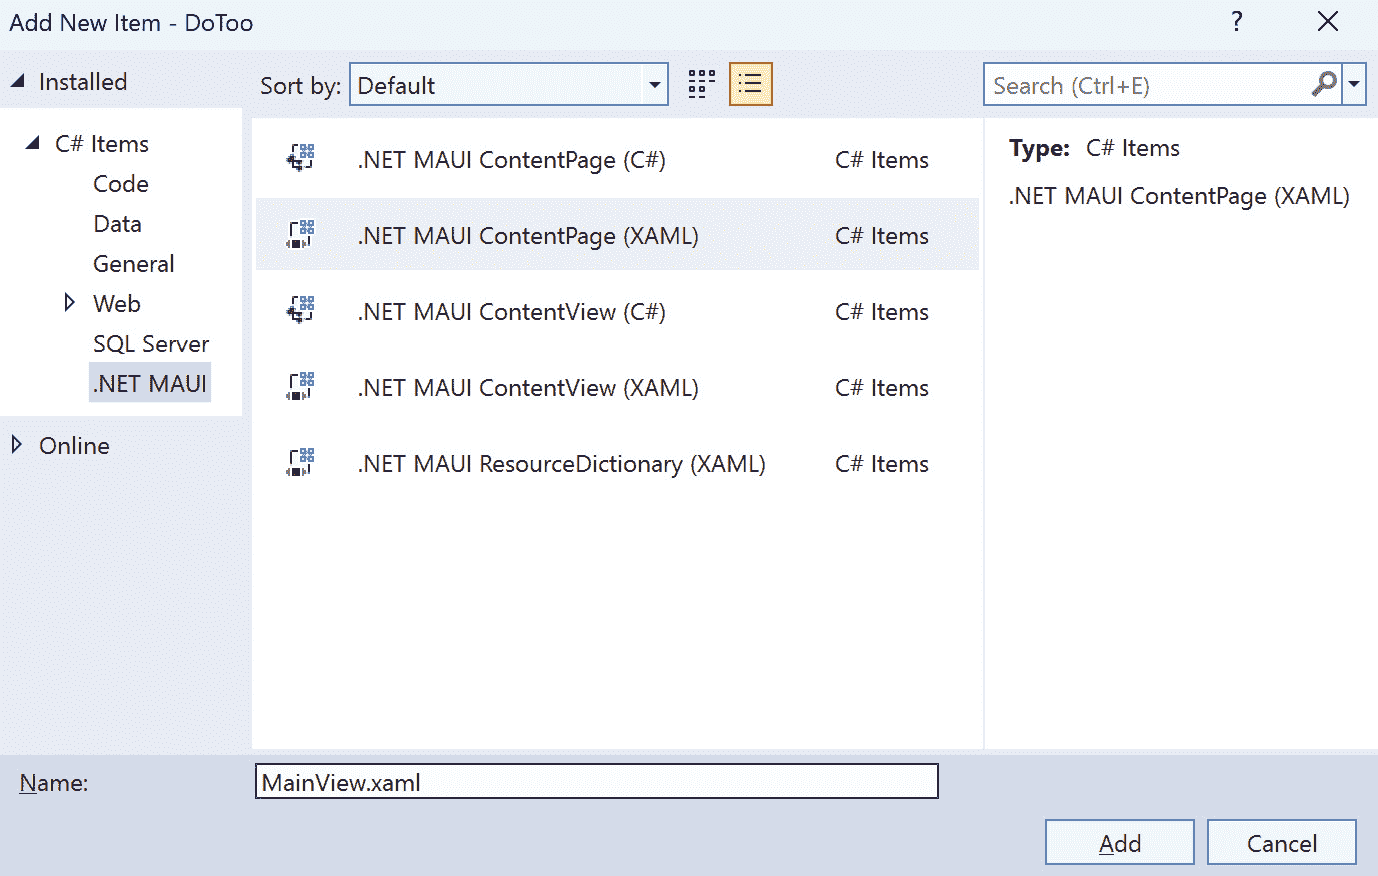 Add New Item - DoToo ?
Installed
Sort by: Default
Search (Ctrl+E)
C# Items
Code
Data
General
Web
SQL Server
.NET MAUI
Online
.NET MAUI ContentPage (C#) C# Items
.NET MAUI ContentPage (XAML) C# Items
.NET MAUI ContentView (C#) C# Items
.NET MAUI ContentView (XAML) C# Items
.NET MAUI ResourceDictionary (XAML) C# Items
Type: C# Items
.NET MAUI ContentPage (XAML)
Name: MainView.xaml
Add Cancel